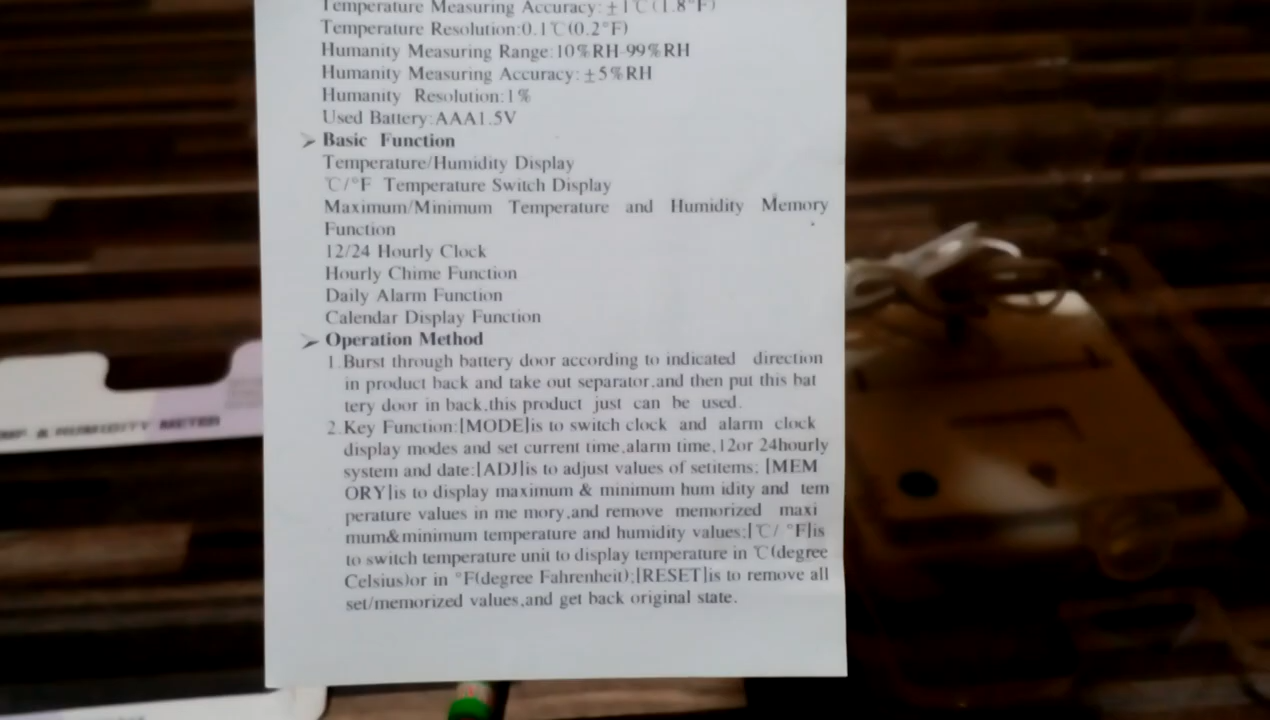 Temperature Measuring Accuracy:±1℃(1.8°F)
Temperature Resolution:0.1℃(0.2°F)
Humanity Measuring Range:10%RH-99%RH
Humanity Measuring Accuracy:±5%RH
Humanity Resolution:1%
Used Battery:AAA1.5V
➢ Basic Function
Temperature/Humidity Display
℃/°F Temperature Switch Display
Maximum/Minimum Temperature and Humidity Memory
Function
12/24 Hourly Clock
Hourly Chime Function
Daily Alarm Function
Calendar Display Function
➢ Operation Method
1.Burst through battery door according to indicated direction
in product back and take out separator,and then put this bat
tery door in back,this product just can be used.
2.Key Function:[MODE]is to switch clock and alarm clock
display modes and set current time,alarm time,12or 24hourly
system and date;[ADJ]is to adjust values of setitems; [MEM
ORY]is to display maximum & minimum hum idity and tem
perature values in me mory,and remove memorized maxi
mum&minimum temperature and humidity values;[℃/ °F]is
to switch temperature unit to display temperature in ℃(degree
Celsius)or in °F(degree Fahrenheit);[RESET]is to remove all
set/memorized values,and get back original state.
& HUMIDITY METER